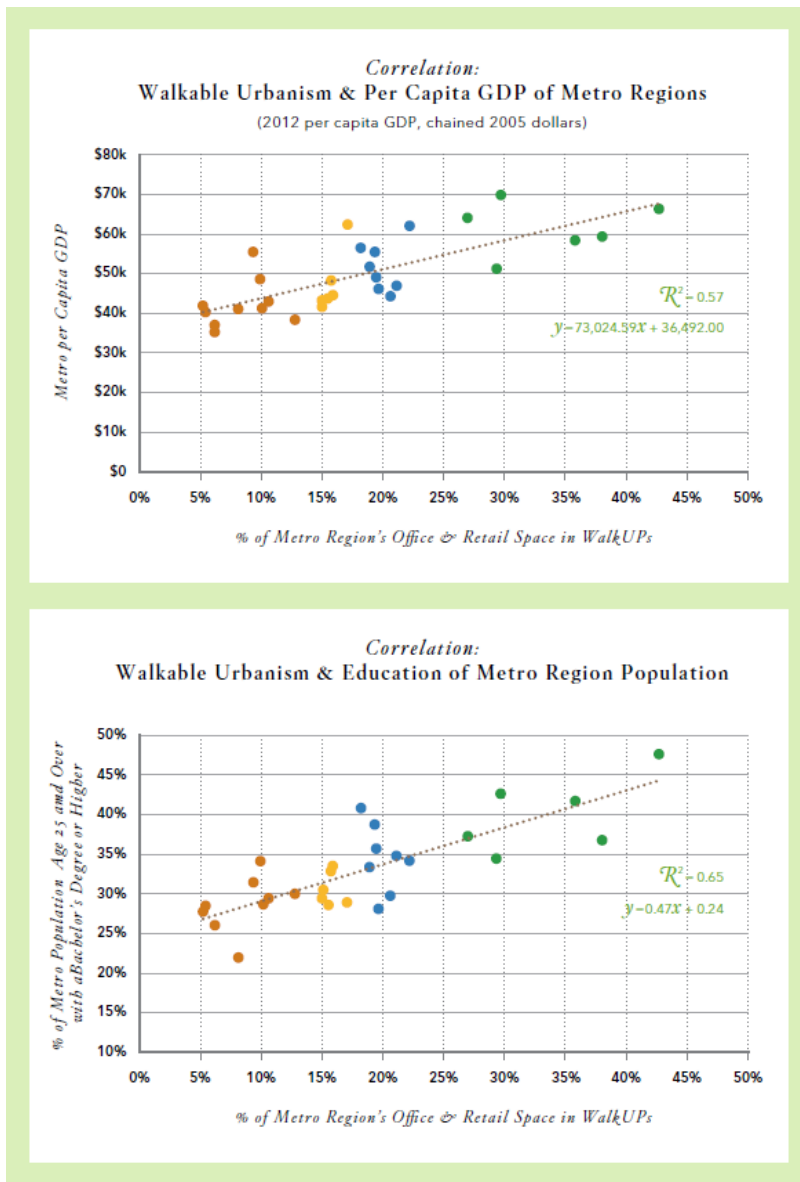 Correlation:
Walkable Urbanism & Per Capita GDP of Metro Regions
(2012 per capita GDP, chained 2005 dollars)
Metro per Capita GDP
$80k
$70k
$60k
$50k
$40k
$30k
$20k
$10k
$0
R²=0.57
y=73,024.59x + 36,492.00
0% 5% 10% 15% 20% 25% 30% 35% 40% 45% 50%
% of Metro Region's Office & Retail Space in WalkUPs
Correlation:
Walkable Urbanism & Education of Metro Region Population
% of Metro Population Age 25 amd Over
with aBachelor's Degree or Higher
50%
45%
40%
35%
30%
25%
20%
15%
10%
R²=0.65
y=0.47x + 0.24
0% 5% 10% 15% 20% 25% 30% 35% 40% 45% 50%
% of Metro Region's Office & Retail Space in WalkUPs